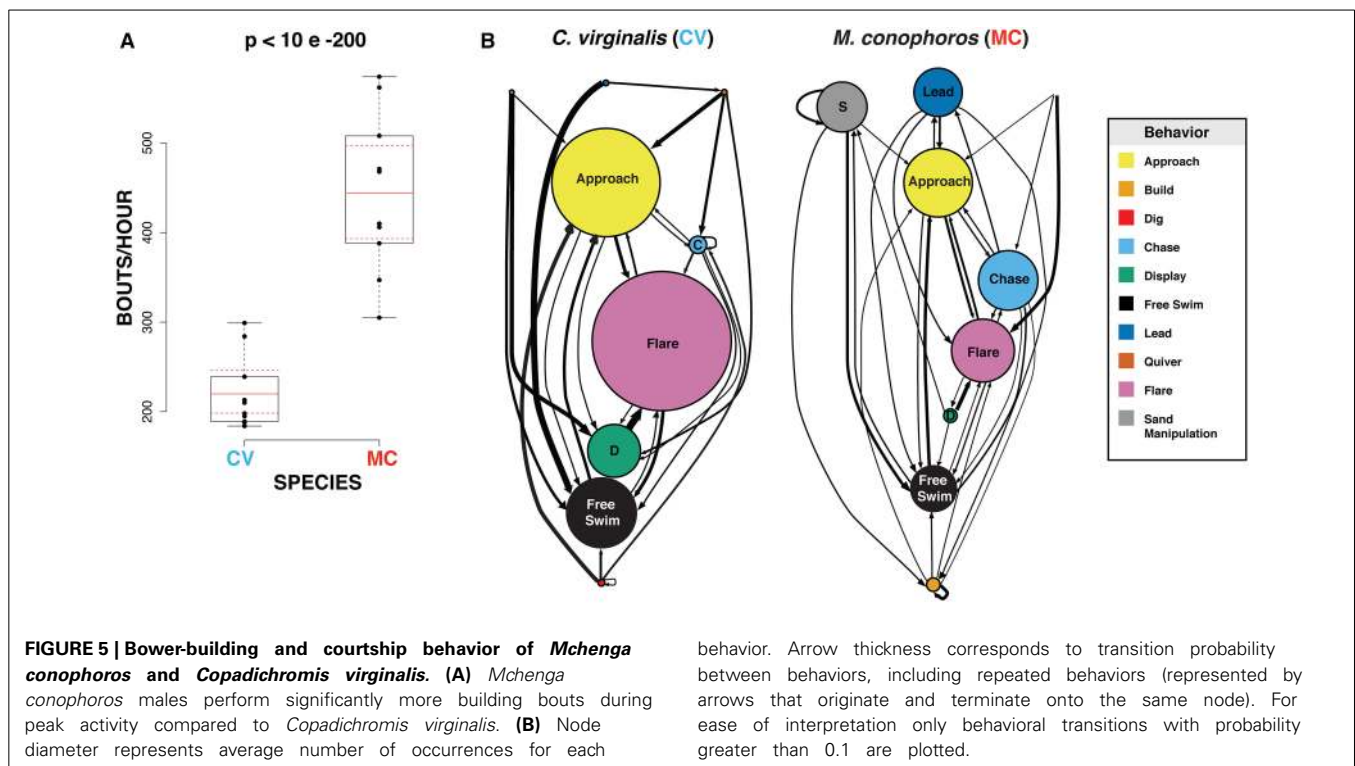 A
p < 10 e -200
BOUTS/HOUR
500
400
300
200
CV
MC
SPECIES
B
C. virginalis (CV)
Approach
C
Flare
D
Free
Swim
M. conophoros (MC)
S
Lead
Approach
Chase
Flare
D
Free
Swim
Behavior
Approach
Build
Dig
Chase
Display
Free Swim
Lead
Quiver
Flare
Sand
Manipulation
FIGURE 5 | Bower-building and courtship behavior of Mchenga
conophoros and Copadichromis virginalis. (A) Mchenga
conophoros males perform significantly more building bouts during
peak activity compared to Copadichromis virginalis. (B) Node
diameter represents average number of occurrences for each
behavior. Arrow thickness corresponds to transition probability
between behaviors, including repeated behaviors (represented by
arrows that originate and terminate onto the same node). For
ease of interpretation only behavioral transitions with probability
greater than 0.1 are plotted.